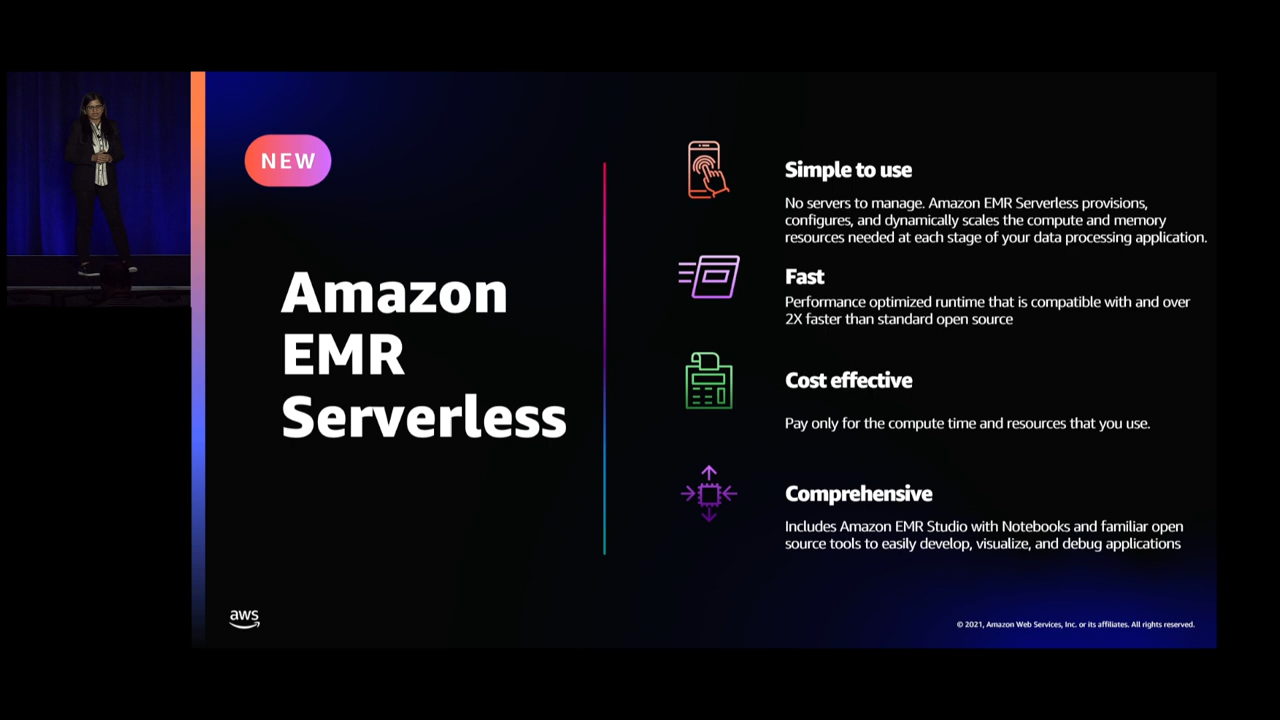 NEW
Amazon
EMR
Serverless
Simple to use
No servers to manage. Amazon EMR Serverless provisions,
configures, and dynamically scales the compute and memory
resources needed at each stage of your data processing application.
Fast
Performance optimized runtime that is compatible with and over
2X faster than standard open source
Cost effective
Pay only for the compute time and resources that you use.
Comprehensive
Includes Amazon EMR Studio with Notebooks and familiar open
source tools to easily develop, visualize, and debug applications
aws
© 2021, Amazon Web Services, Inc. or its affiliates. All rights reserved.